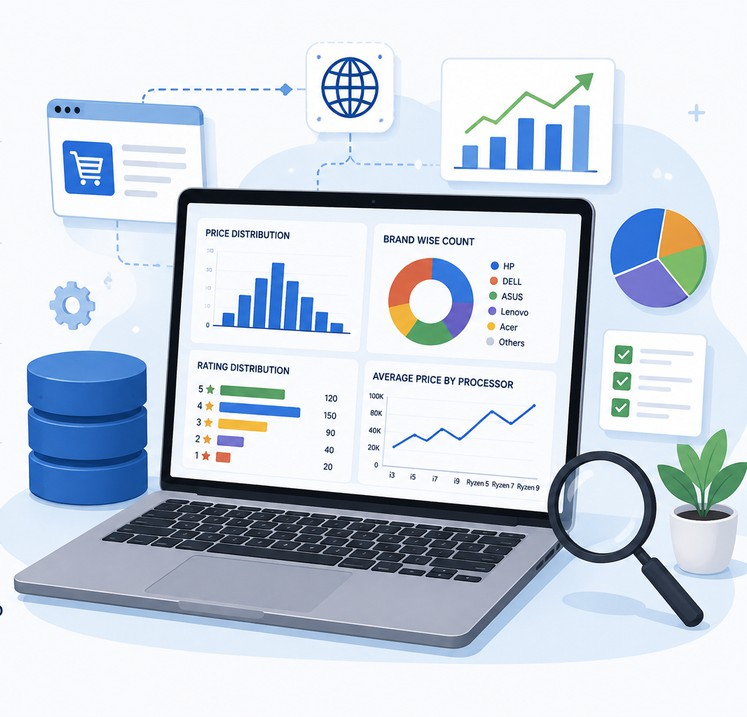 PRICE DISTRIBUTION
0
BRAND WISE COUNT
HP
DELL
ASUS
Lenovo
Acer
Others
RATING DISTRIBUTION
5 120
4 150
3 90
2 40
1 20
AVERAGE PRICE BY PROCESSOR
100K
80K
40K
20K
0
i3 i5 i7 i9 Ryzen 5 Ryzen 7 Ryzen 9